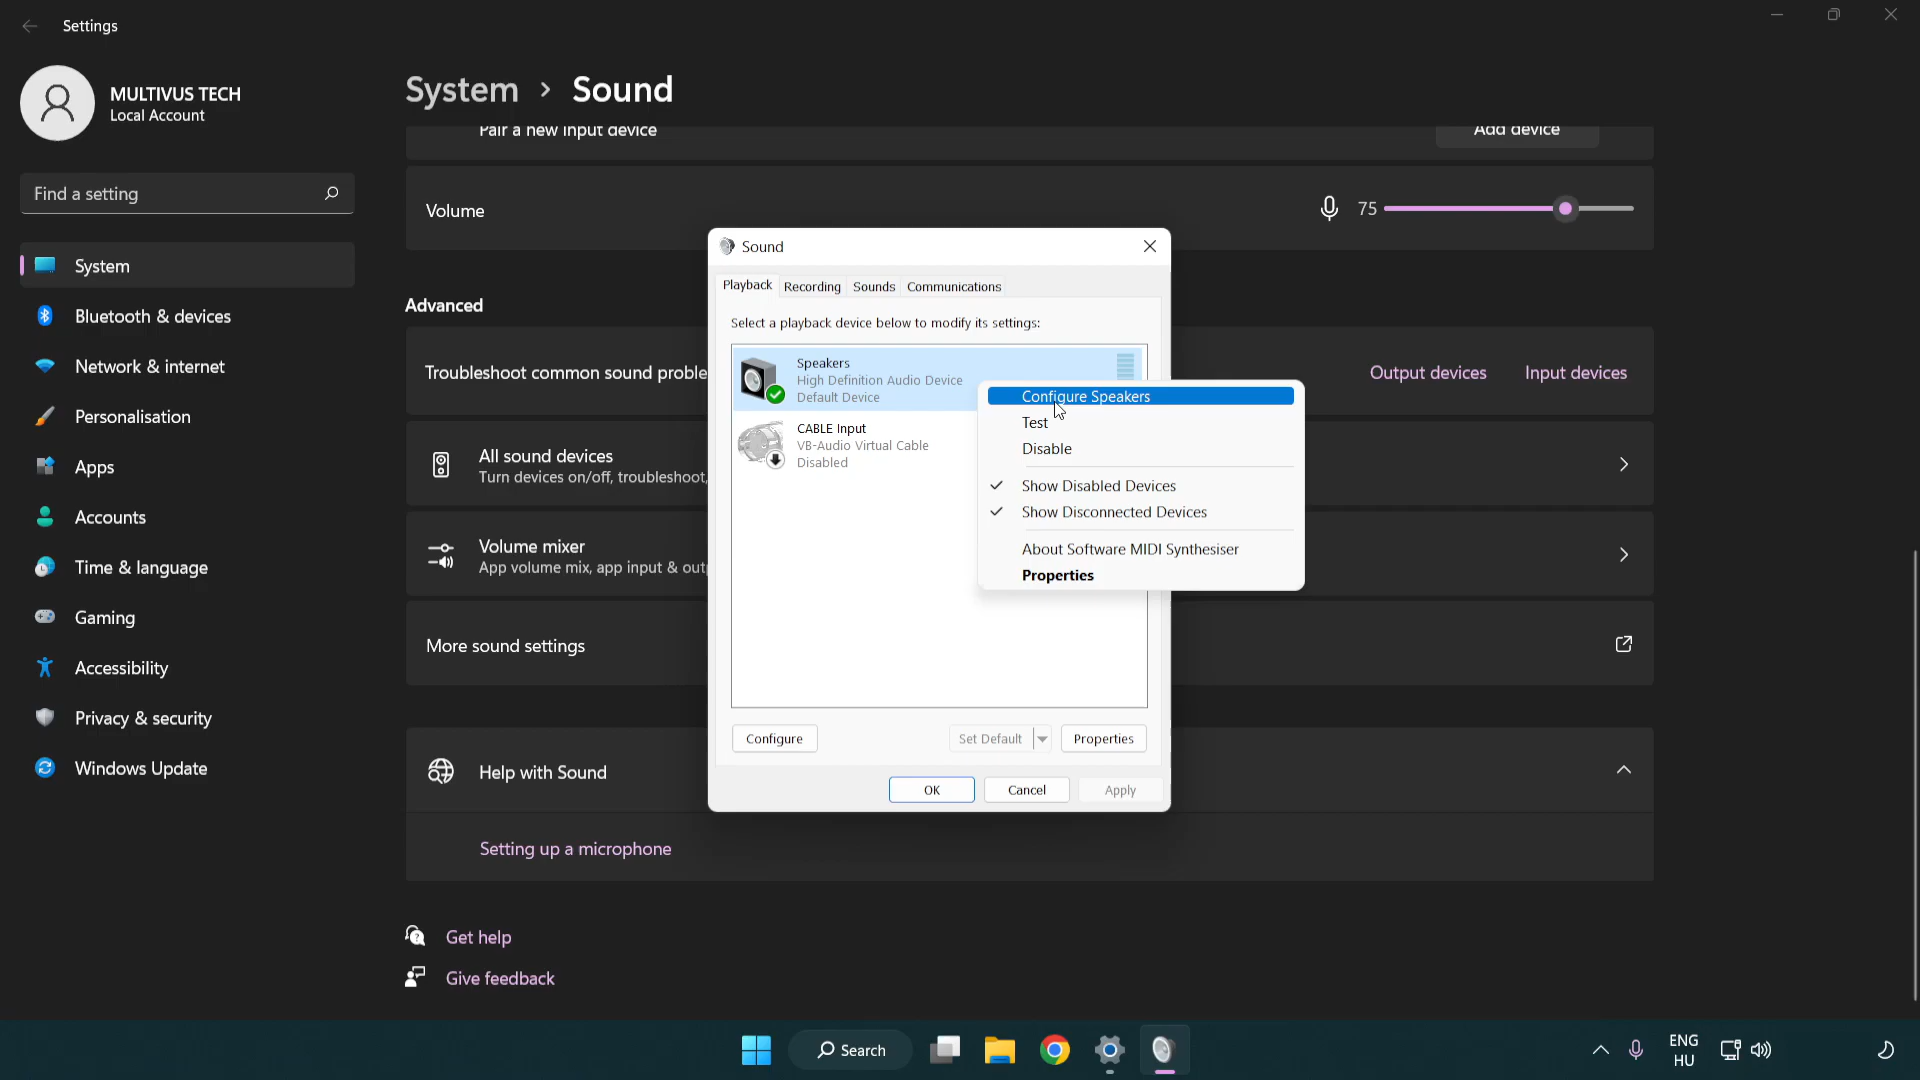 Settings
MULTIVUS TECH
Local Account
Find a setting
System
Bluetooth & devices
Network & internet
Personalisation
Apps
Accounts
Time & language
Gaming
Accessibility
Privacy & security
Windows Update
System > Sound
Pair a new input device
Add device
Volume
75
Advanced
Troubleshoot common sound proble
Output devices
Input devices
All sound devices
Turn devices on/off, troubleshoot,
Volume mixer
App volume mix, app input & outp
More sound settings
Help with Sound
Setting up a microphone
Get help
Give feedback
Sound
Playback
Recording
Sounds
Communications
Select a playback device below to modify its settings:
Speakers
High Definition Audio Device
Default Device
CABLE Input
VB-Audio Virtual Cable
Disabled
Configure Speakers
Test
Disable
Show Disabled Devices
Show Disconnected Devices
About Software MIDI Synthesiser
Properties
Configure
Set Default
Properties
OK
Cancel
Apply
Search
ENG
HU